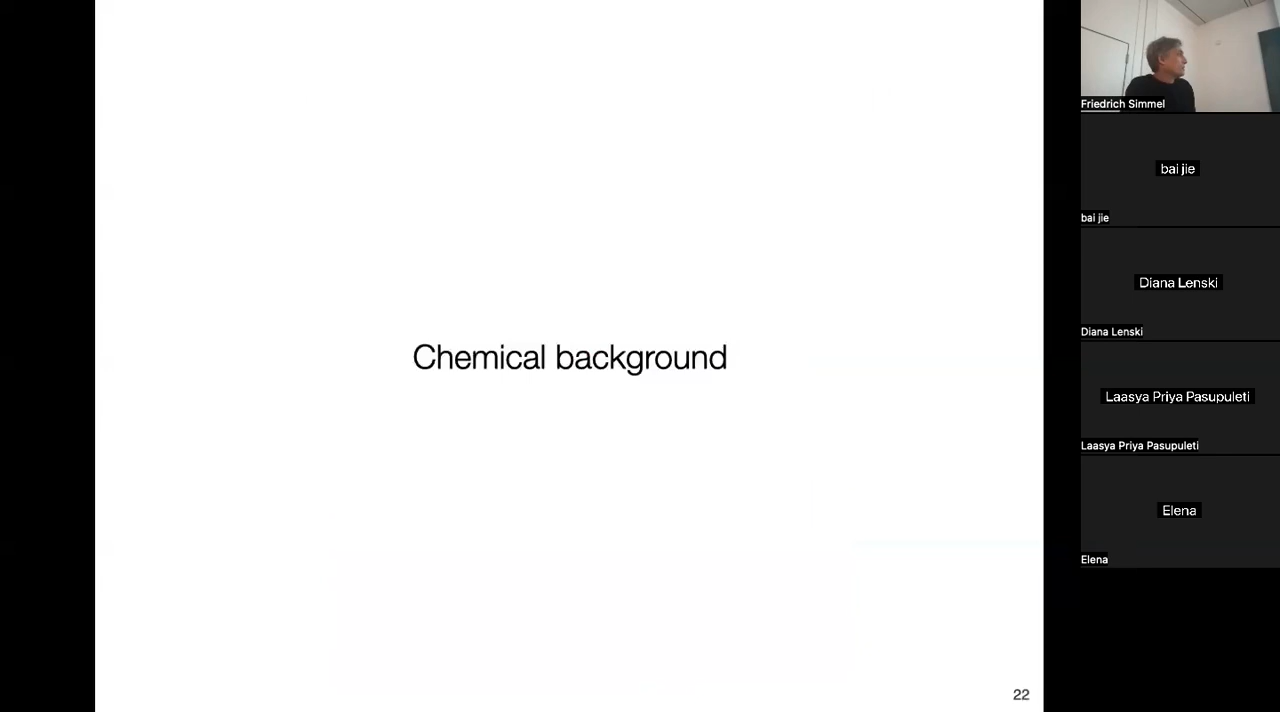 Chemical background
22
Friedrich Simmel
bai jie
bai jie
Diana Lenski
Diana Lenski
Laasya Priya Pasupuleti
Laasya Priya Pasupuleti
Elena
Elena